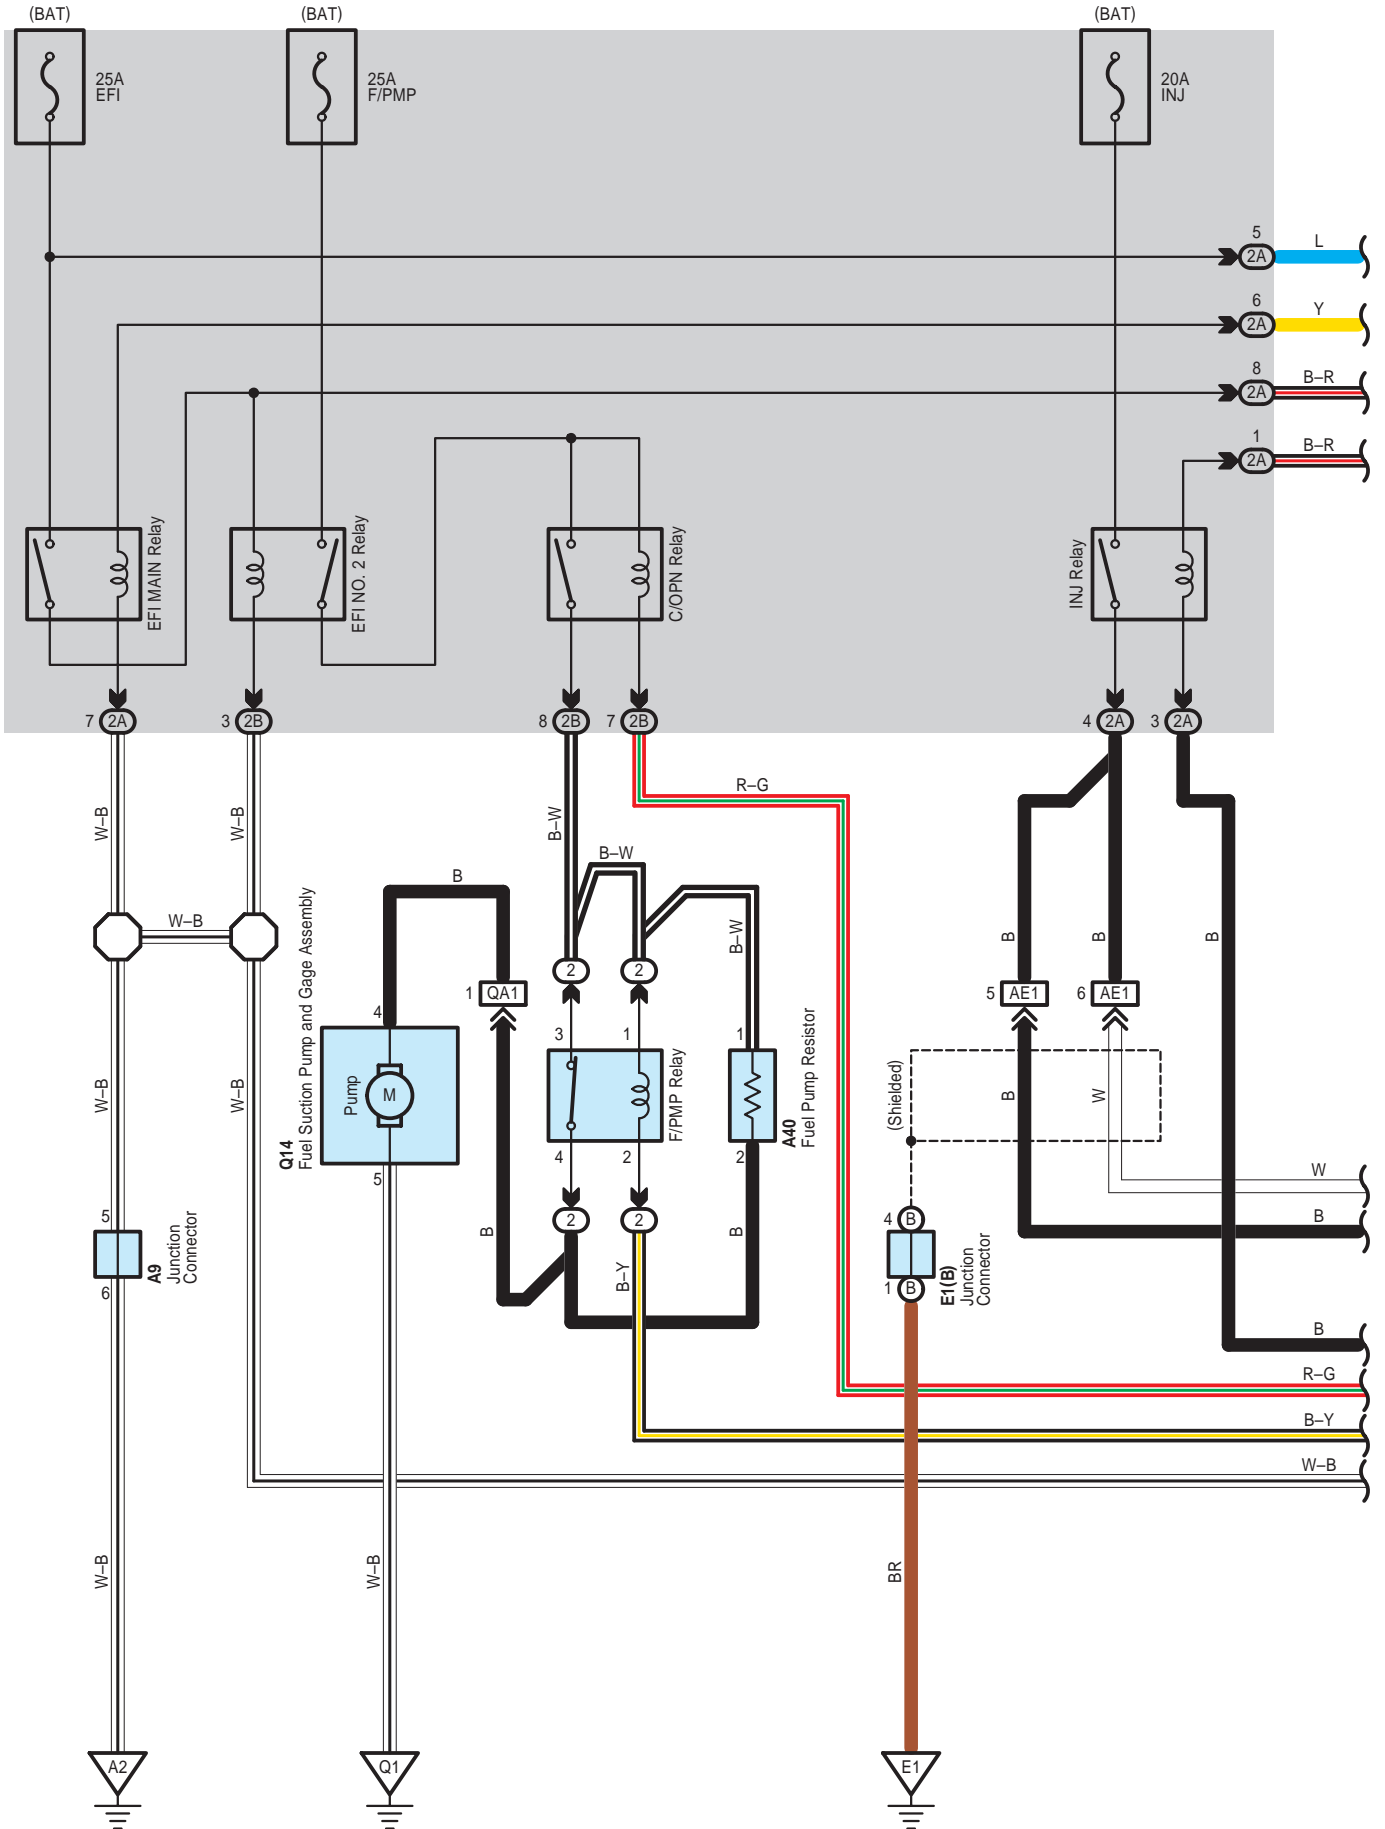 (BAT)
(BAT)
(BAT)
25A
EFI
25A
F/PMP
20A
INJ
5
2A
L
6
2A
Y
8
2A
B–R
1
2A
B–R
EFI MAIN Relay
EFI NO. 2 Relay
C/OPN Relay
INJ Relay
7
2A
3
2B
8
2B
7
2B
4
2A
3
2A
W–B
W–B
B–W
R–G
B–W
B
W–B
B–W
B
B
B
2
2
1
QA1
5
AE1
6
AE1
4
3
1
1
Pump
M
Q14
Fuel Suction Pump and Gage Assembly
F/PMP Relay
A40
Fuel Pump Resistor
(Shielded)
W–B
W–B
B
W
5
4
2
2
W
2
2
B
B–Y
B
B
5
6
A9
Junction
Connector
4
B
1
B
E1(B)
Junction
Connector
B
R–G
B–Y
W–B
W–B
W–B
BR
A2
Q1
E1